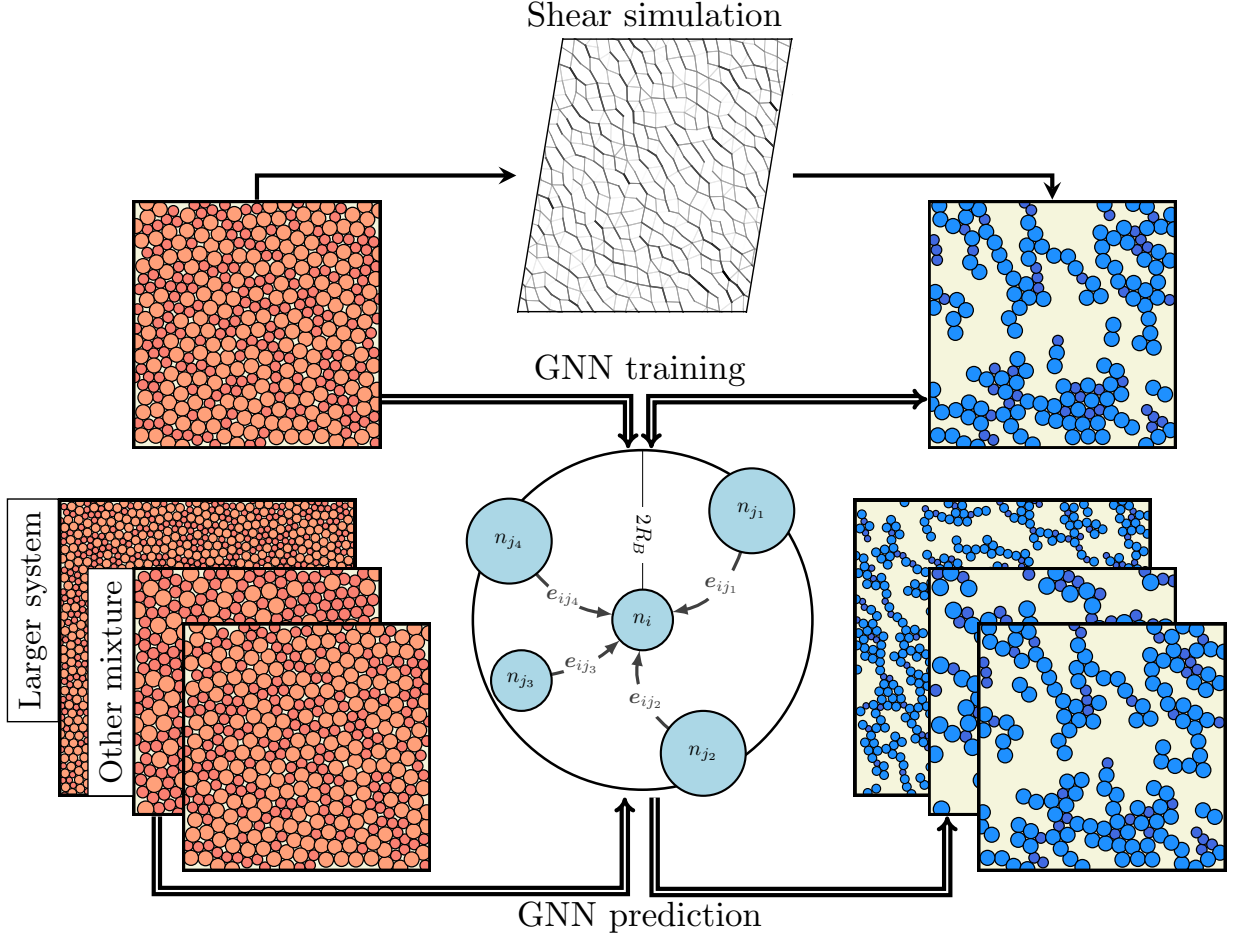 Shear simulation
GNN training
2R_B
n_{j_1}
n_{j_4}
e_{ij_1}
e_{ij_4}
n_i
e_{ij_3}
n_{j_3}
e_{ij_2}
n_{j_2}
Larger system
Other mixture
GNN prediction